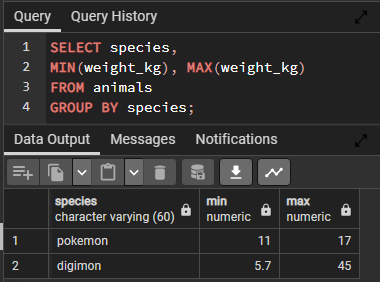 Query Query History
1 SELECT species,
2 MIN(weight_kg), MAX(weight_kg)
3 FROM animals
4 GROUP BY species;
Data Output Messages Notifications
species min max
character varying (60) numeric numeric
1 pokemon 11 17
2 digimon 5.7 45